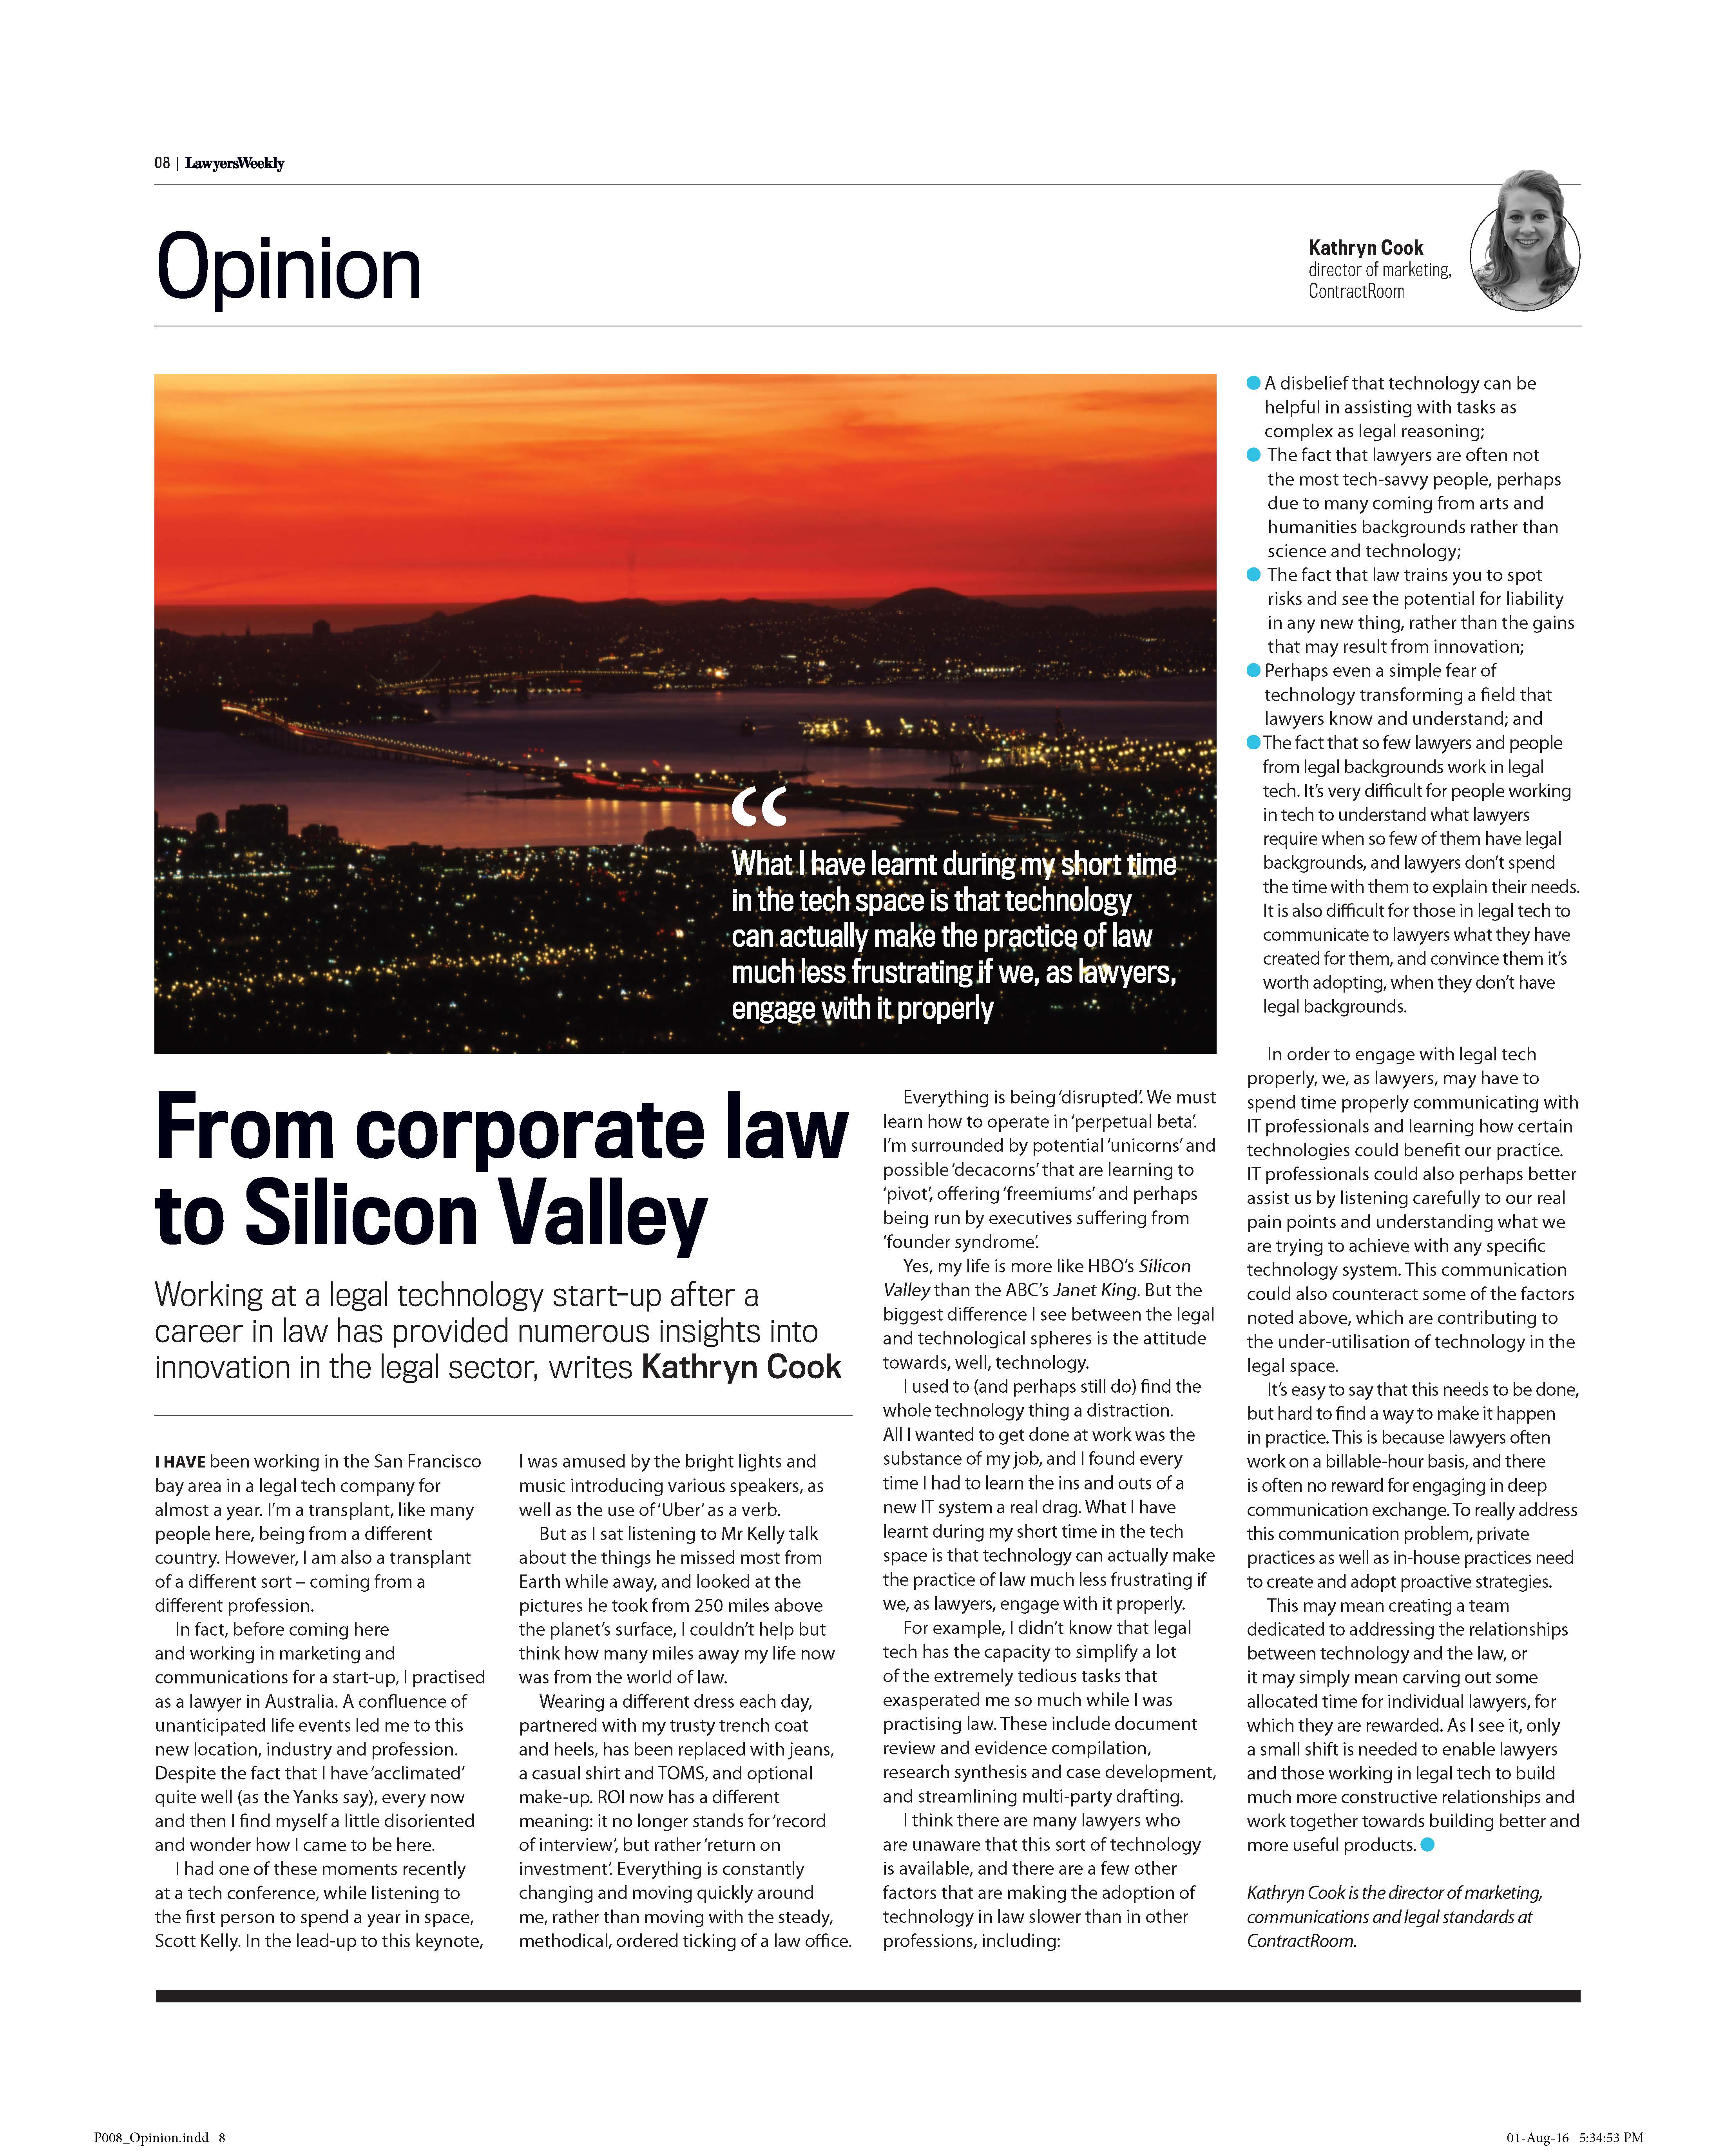 08 | LawyersWeekly
Opinion
Kathryn Cook
director of marketing,
ContractRoom
“
What I have learnt during my short time
in the tech space is that technology
can actually make the practice of law
much less frustrating if we, as lawyers,
engage with it properly
From corporate law
to Silicon Valley
Working at a legal technology start-up after a
career in law has provided numerous insights into
innovation in the legal sector, writes Kathryn Cook
I HAVE been working in the San Francisco
bay area in a legal tech company for
almost a year. I’m a transplant, like many
people here, being from a different
country. However, I am also a transplant
of a different sort – coming from a
different profession.
In fact, before coming here
and working in marketing and
communications for a start-up, I practised
as a lawyer in Australia. A confluence of
unanticipated life events led me to this
new location, industry and profession.
Despite the fact that I have ‘acclimated’
quite well (as the Yanks say), every now
and then I find myself a little disoriented
and wonder how I came to be here.
I had one of these moments recently
at a tech conference, while listening to
the first person to spend a year in space,
Scott Kelly. In the lead-up to this keynote,
I was amused by the bright lights and
music introducing various speakers, as
well as the use of ‘Uber’ as a verb.
But as I sat listening to Mr Kelly talk
about the things he missed most from
Earth while away, and looked at the
pictures he took from 250 miles above
the planet’s surface, I couldn’t help but
think how many miles away my life now
was from the world of law.
Wearing a different dress each day,
partnered with my trusty trench coat
and heels, has been replaced with jeans,
a casual shirt and TOMS, and optional
make-up. ROI now has a different
meaning: it no longer stands for ‘record
of interview’, but rather ‘return on
investment’. Everything is constantly
changing and moving quickly around
me, rather than moving with the steady,
methodical, ordered ticking of a law office.
Everything is being ‘disrupted’. We must
learn how to operate in ‘perpetual beta’.
I’m surrounded by potential ‘unicorns’ and
possible ‘decacorns’ that are learning to
‘pivot’, offering ‘freemiums’ and perhaps
being run by executives suffering from
‘founder syndrome’.
Yes, my life is more like HBO’s Silicon
Valley than the ABC’s Janet King. But the
biggest difference I see between the legal
and technological spheres is the attitude
towards, well, technology.
I used to (and perhaps still do) find the
whole technology thing a distraction.
All I wanted to get done at work was the
substance of my job, and I found every
time I had to learn the ins and outs of a
new IT system a real drag. What I have
learnt during my short time in the tech
space is that technology can actually make
the practice of law much less frustrating if
we, as lawyers, engage with it properly.
For example, I didn’t know that legal
tech has the capacity to simplify a lot
of the extremely tedious tasks that
exasperated me so much while I was
practising law. These include document
review and evidence compilation,
research synthesis and case development,
and streamlining multi-party drafting.
I think there are many lawyers who
are unaware that this sort of technology
is available, and there are a few other
factors that are making the adoption of
technology in law slower than in other
professions, including:
A disbelief that technology can be
helpful in assisting with tasks as
complex as legal reasoning;
The fact that lawyers are often not
the most tech-savvy people, perhaps
due to many coming from arts and
humanities backgrounds rather than
science and technology;
The fact that law trains you to spot
risks and see the potential for liability
in any new thing, rather than the gains
that may result from innovation;
Perhaps even a simple fear of
technology transforming a field that
lawyers know and understand; and
The fact that so few lawyers and people
from legal backgrounds work in legal
tech. It’s very difficult for people working
in tech to understand what lawyers
require when so few of them have legal
backgrounds, and lawyers don’t spend
the time with them to explain their needs.
It is also difficult for those in legal tech to
communicate to lawyers what they have
created for them, and convince them it’s
worth adopting, when they don’t have
legal backgrounds.
In order to engage with legal tech
properly, we, as lawyers, may have to
spend time properly communicating with
IT professionals and learning how certain
technologies could benefit our practice.
IT professionals could also perhaps better
assist us by listening carefully to our real
pain points and understanding what we
are trying to achieve with any specific
technology system. This communication
could also counteract some of the factors
noted above, which are contributing to
the under-utilisation of technology in the
legal space.
It’s easy to say that this needs to be done,
but hard to find a way to make it happen
in practice. This is because lawyers often
work on a billable-hour basis, and there
is often no reward for engaging in deep
communication exchange. To really address
this communication problem, private
practices as well as in-house practices need
to create and adopt proactive strategies.
This may mean creating a team
dedicated to addressing the relationships
between technology and the law, or
it may simply mean carving out some
allocated time for individual lawyers, for
which they are rewarded. As I see it, only
a small shift is needed to enable lawyers
and those working in legal tech to build
much more constructive relationships and
work together towards building better and
more useful products.
Kathryn Cook is the director of marketing,
communications and legal standards at
ContractRoom.
P008_Opinion.indd 8
01-Aug-16 5:34:53 PM